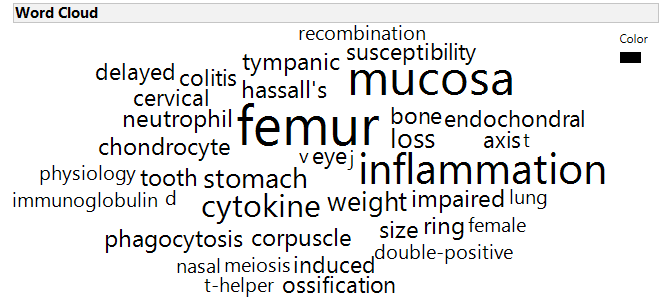 Word Cloud
recombination
Color
susceptibility
tympanic
delayed
colitis
mucosa
hassall's
cervical
neutrophil
femur
bone
endochondral
chondrocyte
loss
axis
t
v
eye
j
inflammation
physiology
tooth
stomach
immunoglobulin
d
cytokine
weight
impaired
lung
size
ring
female
phagocytosis
corpuscle
double-positive
nasal
meiosis
induced
t-helper
ossification